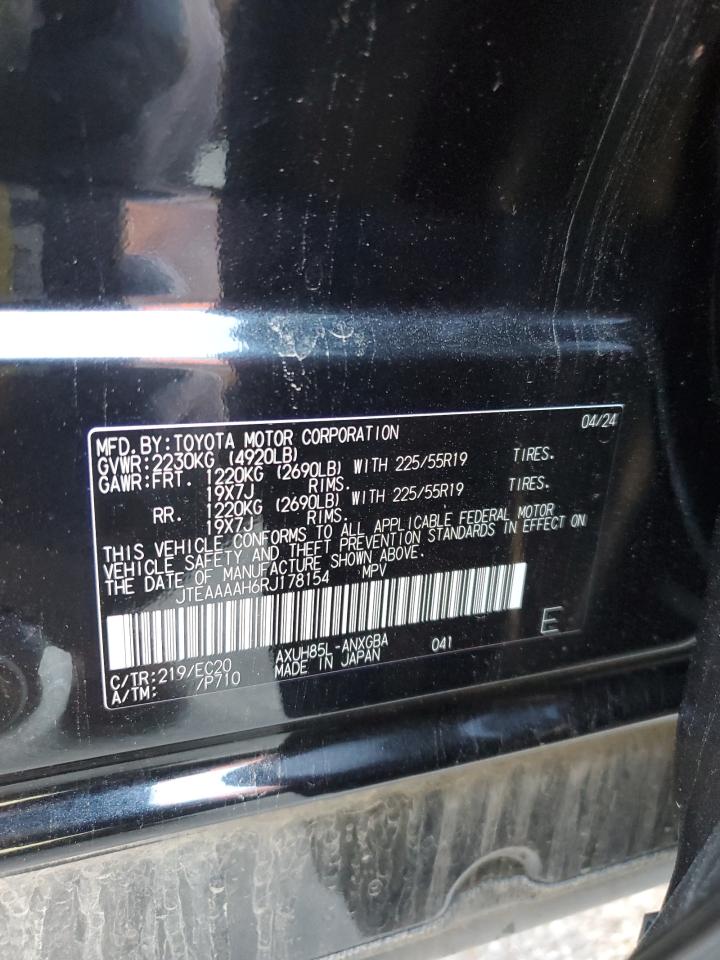 04/24
MFD.BY:TOYOTA MOTOR CORPORATION
GVWR:2230KG (4920LB)
GAWR:FRT. 1220KG (2690LB) WITH 225/55R19 TIRES.
19X7J RIMS.
RR. 1220KG (2690LB) WITH 225/55R19 TIRES.
19X7J RIMS.
THIS VEHICLE CONFORMS TO ALL APPLICABLE FEDERAL MOTOR
VEHICLE SAFETY AND THEFT PREVENTION STANDARDS IN EFFECT ON
THE DATE OF MANUFACTURE SHOWN ABOVE.
JTEAAAAH6RJ178154 MPV
E
C/TR:219/EC20 AXUH85L-ANXGBA 041
A/TM: /P710 MADE IN JAPAN